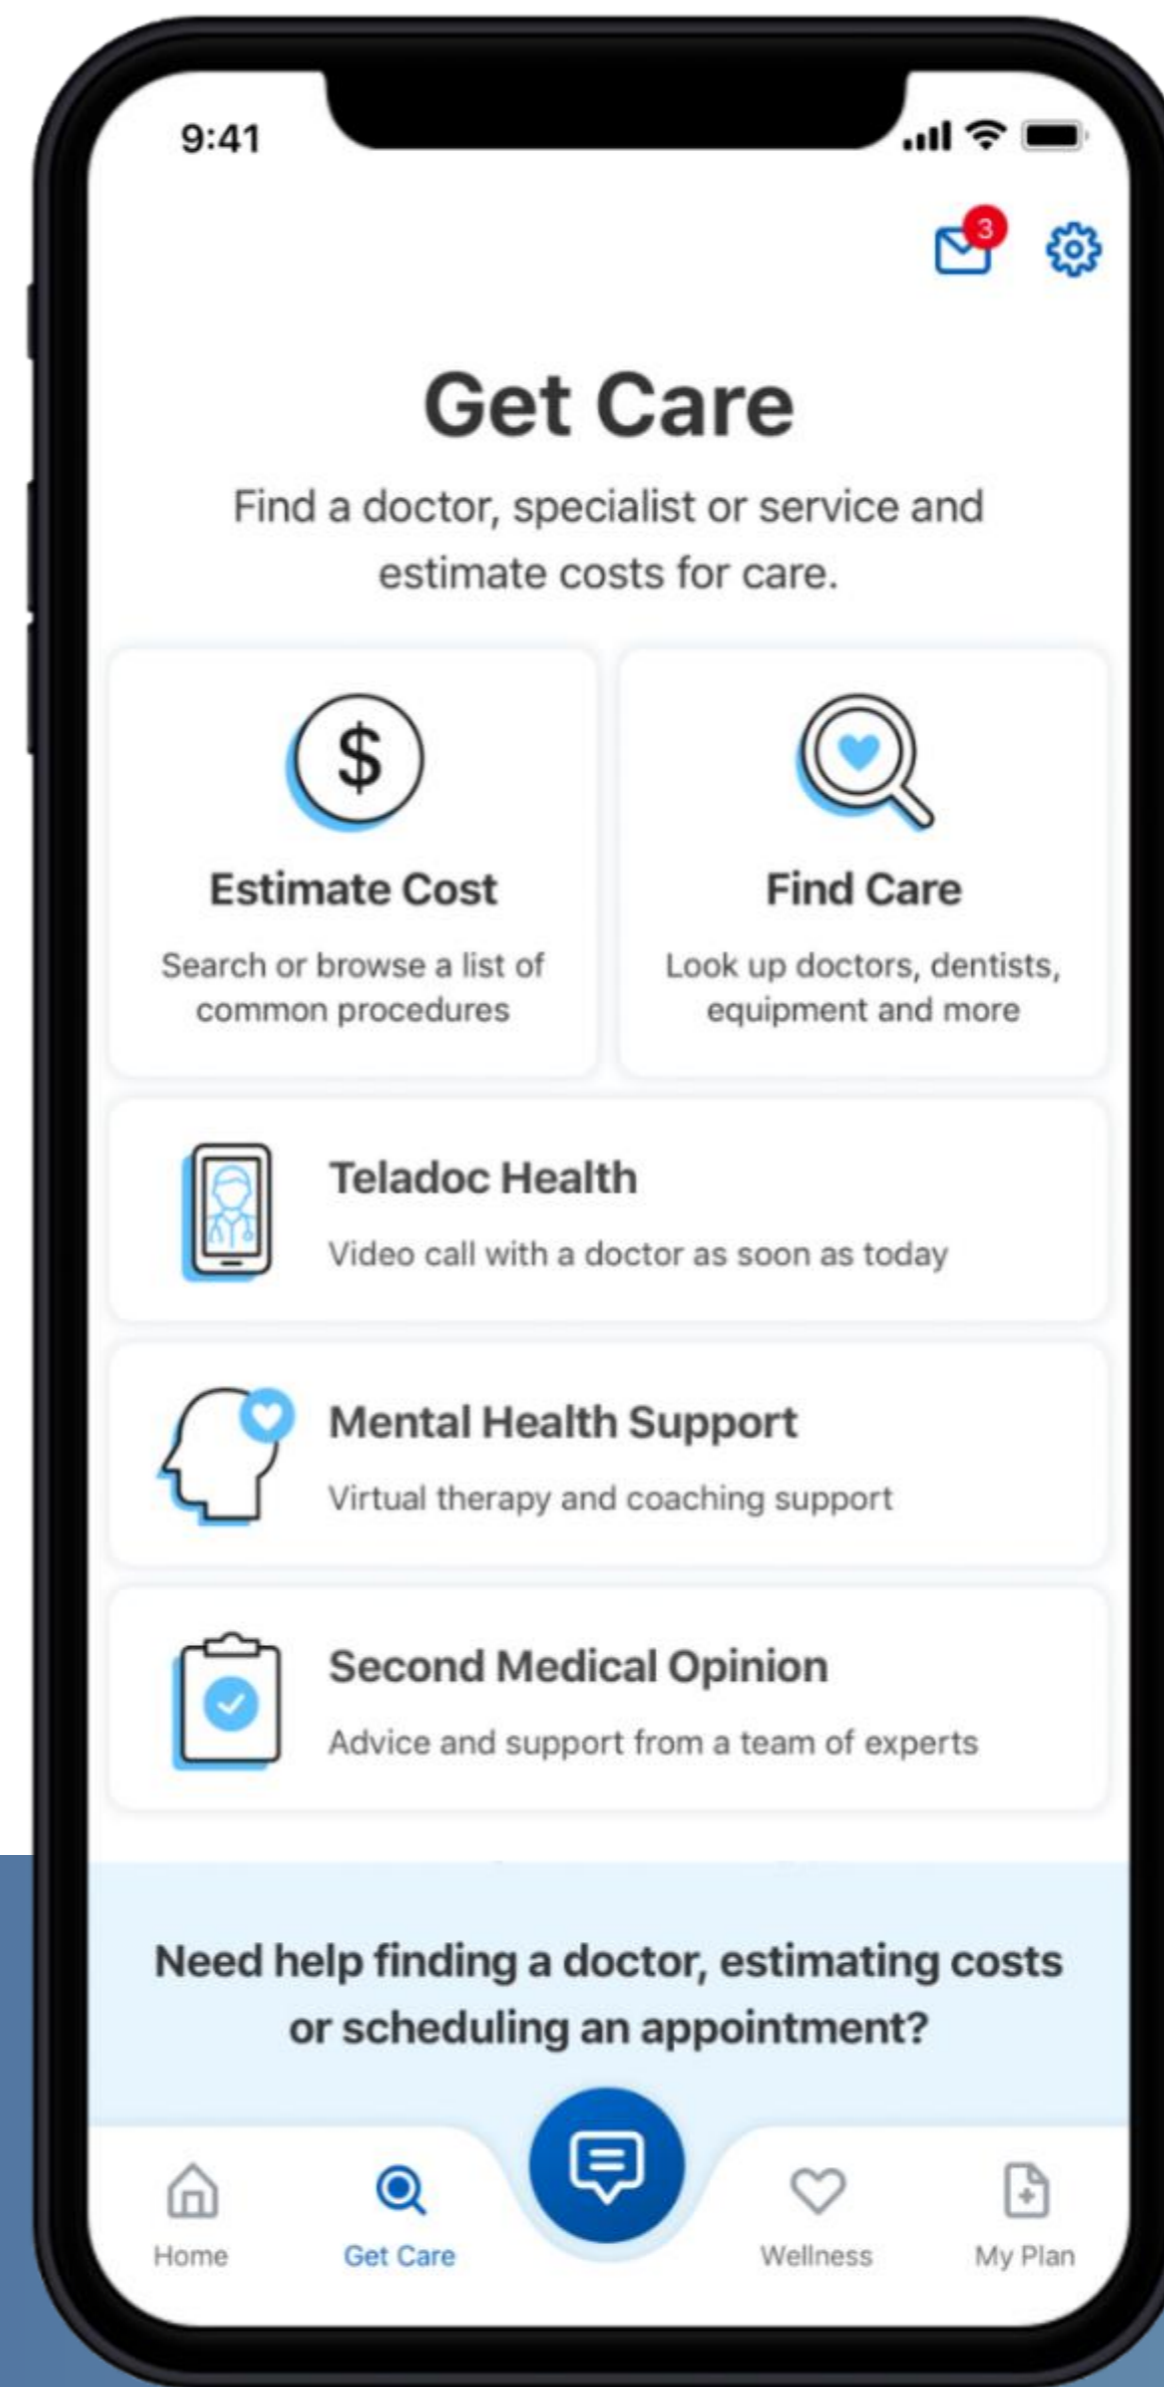 9:41
3
Get Care
Find a doctor, specialist or service and
estimate costs for care.
$
Estimate Cost
Search or browse a list of
common procedures
Find Care
Look up doctors, dentists,
equipment and more
Teladoc Health
Video call with a doctor as soon as today
Mental Health Support
Virtual therapy and coaching support
Second Medical Opinion
Advice and support from a team of experts
Need help finding a doctor, estimating costs
or scheduling an appointment?
Home
Get Care
Wellness
My Plan